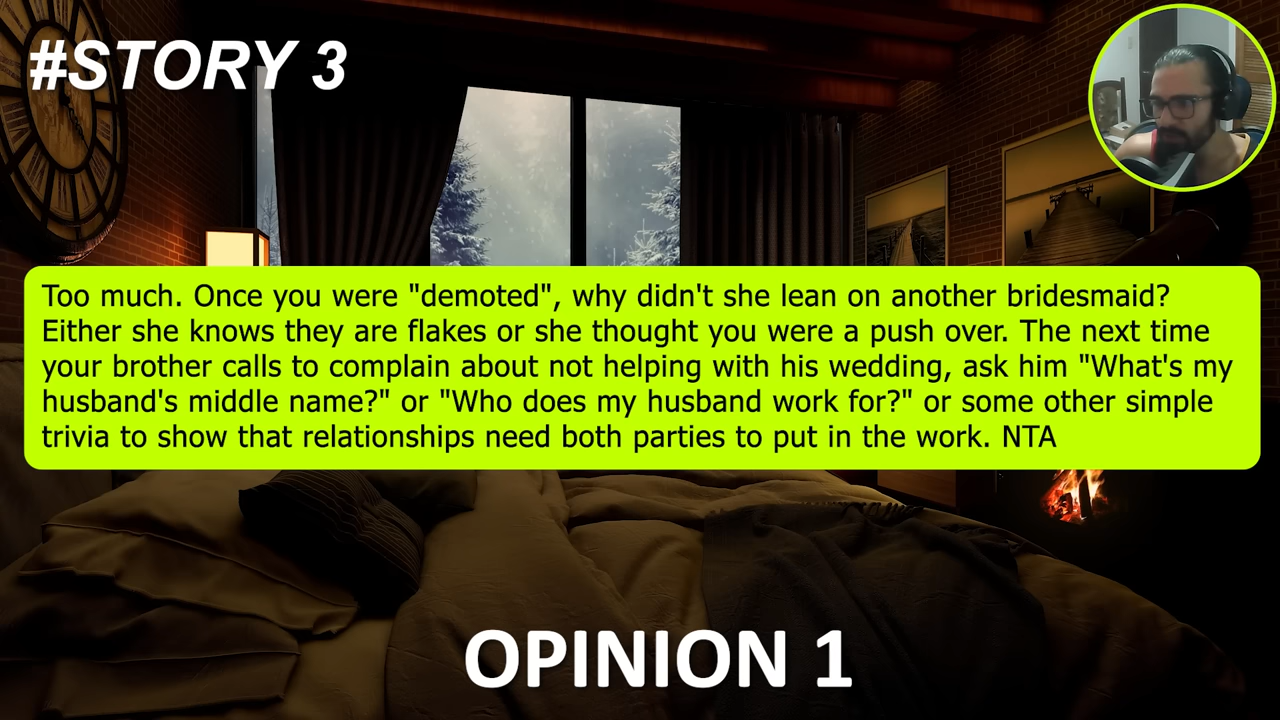 #STORY 3
Too much. Once you were "demoted", why didn't she lean on another bridesmaid?
Either she knows they are flakes or she thought you were a push over. The next time
your brother calls to complain about not helping with his wedding, ask him "What's my
husband's middle name?" or "Who does my husband work for?" or some other simple
trivia to show that relationships need both parties to put in the work. NTA
OPINION 1